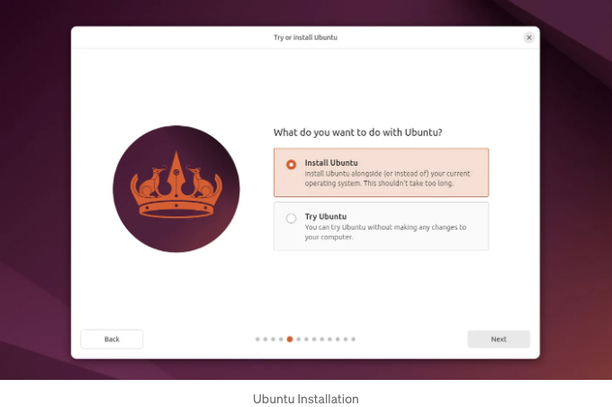 Try or install Ubuntu
What do you want to do with Ubuntu?
Install Ubuntu
Install Ubuntu alongside (or instead of) your current
operating system. This shouldn't take too long.
Try Ubuntu
You can try Ubuntu without making any changes to
your computer.
Back
Next
Ubuntu Installation